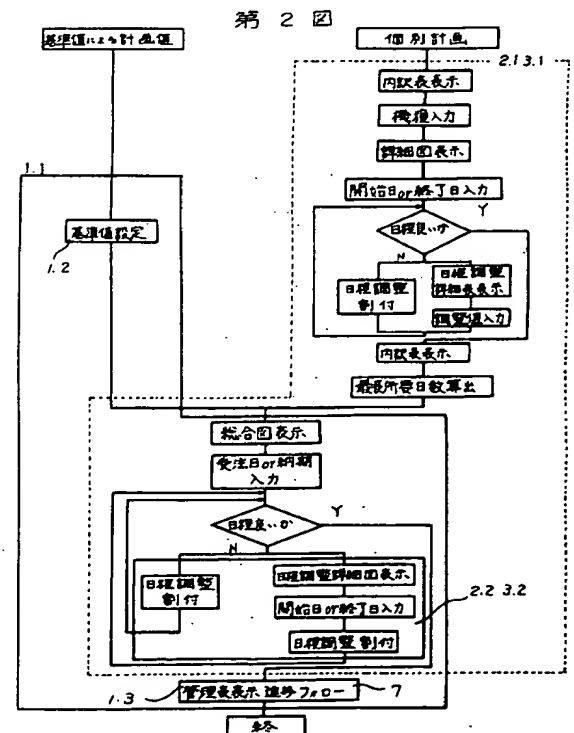 第 2 図
基準値による計画値
個別計画
2.1 3.1
内訳表表示
機種入力
詳細図表示
1.1
開始日or終了日入力
日程良いか
Y
基準値設定
1.2
N
日程調整
割付
日程調整
詳細表表示
調整値入力
内訳表表示
最長所要日数算出
総合図表示
受注日or納期
入力
日程良いか
Y
N
日程調整
割付
日程調整詳細図表示
開始日or終了日入力
2.2 3.2
日程調整割付
1.3
管理表表示 進捗フォロー
7
終